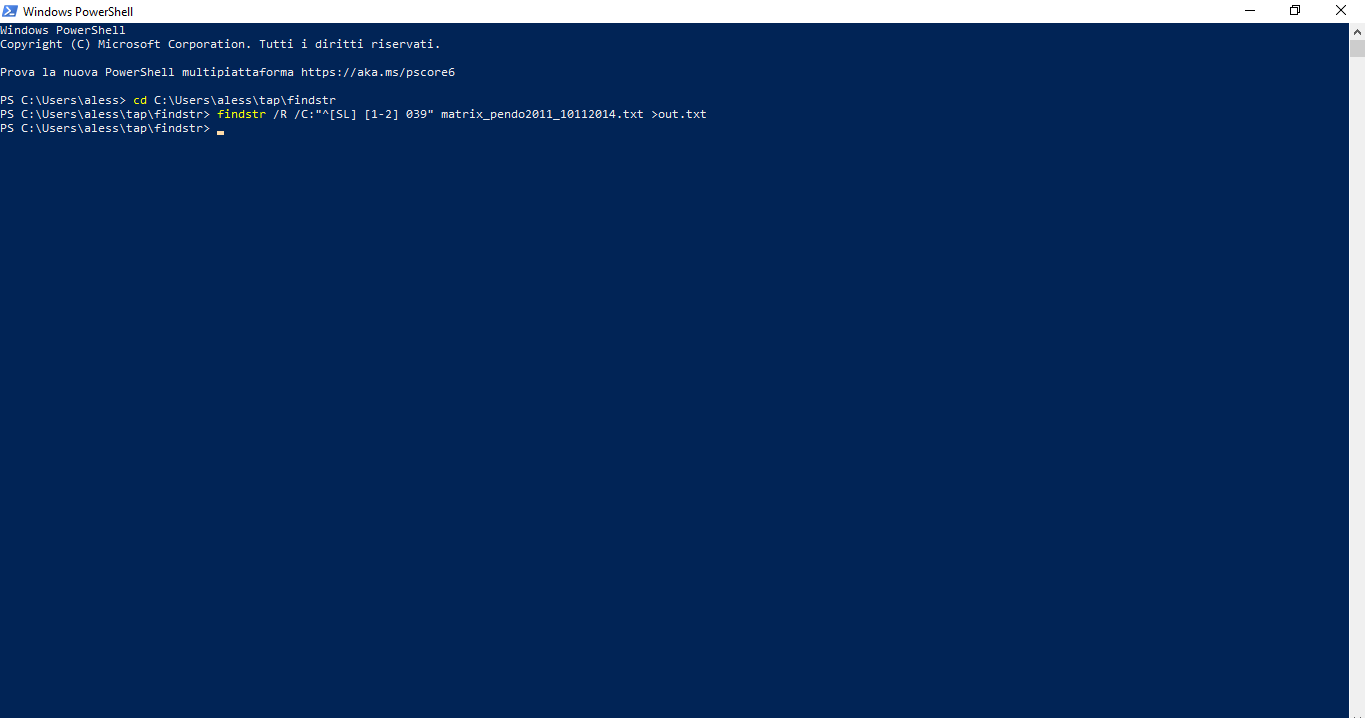 Windows PowerShell
Windows PowerShell
Copyright (C) Microsoft Corporation. Tutti i diritti riservati.
Prova la nuova PowerShell multipiattaforma https://aka.ms/pscore6
PS C:\Users\aless> cd C:\Users\aless\tap\findstr
PS C:\Users\aless\tap\findstr> findstr /R /C:"^[SL] [1-2] 039" matrix_pendo2011_10112014.txt >out.txt
PS C:\Users\aless\tap\findstr>